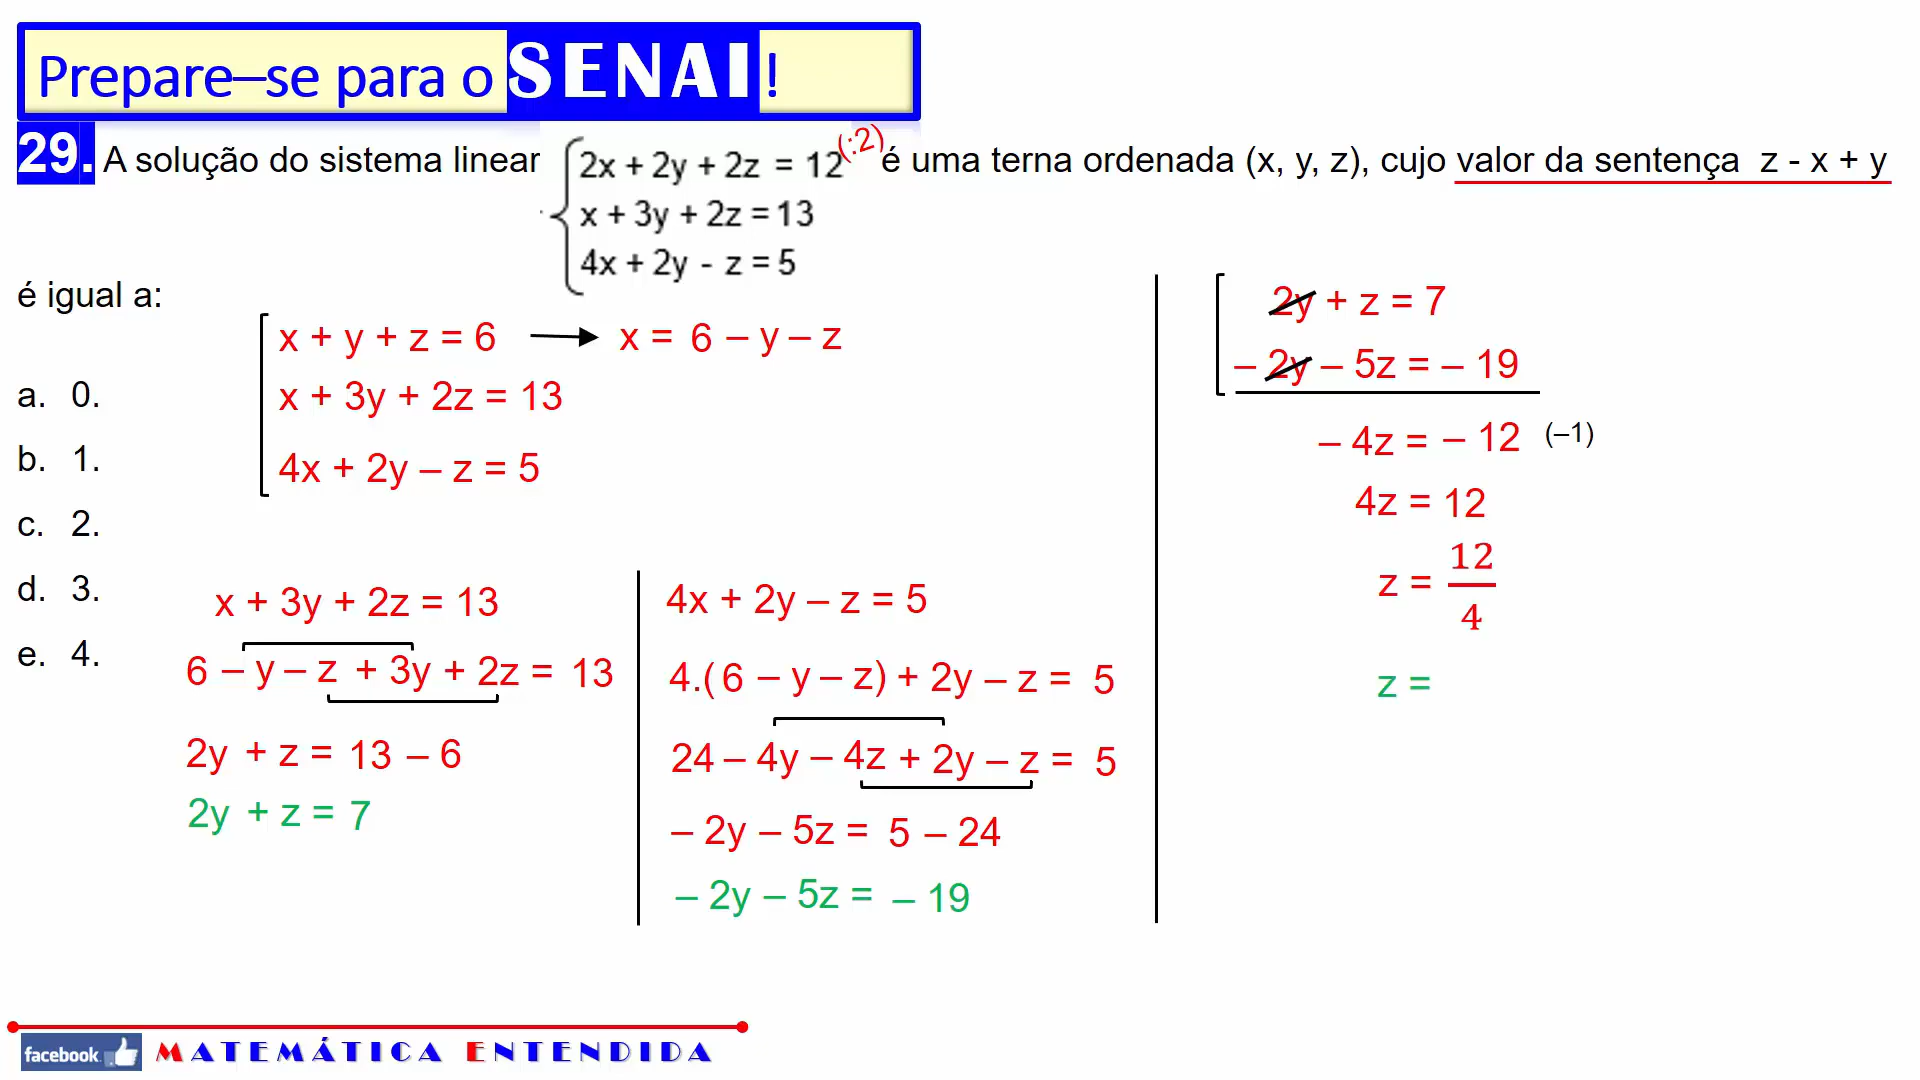 Prepare–se para o SENAI!
29. A solução do sistema linear
2x + 2y + 2z = 12 (:2)
x + 3y + 2z = 13
4x + 2y - z = 5
é uma terna ordenada (x, y, z), cujo valor da sentença z - x + y
é igual a:
a. 0.
b. 1.
c. 2.
d. 3.
e. 4.
x + y + z = 6 → x = 6 – y – z
x + 3y + 2z = 13
4x + 2y – z = 5
x + 3y + 2z = 13
6 – y – z + 3y + 2z = 13
2y + z = 13 – 6
2y + z = 7
4x + 2y – z = 5
4.(6 – y – z) + 2y – z = 5
24 – 4y – 4z + 2y – z = 5
– 2y – 5z = 5 – 24
– 2y – 5z = – 19
2y + z = 7
– 2y – 5z = – 19
– 4z = – 12 (–1)
4z = 12
z = 12/4
z =
facebook MATEMÁTICA ENTENDIDA